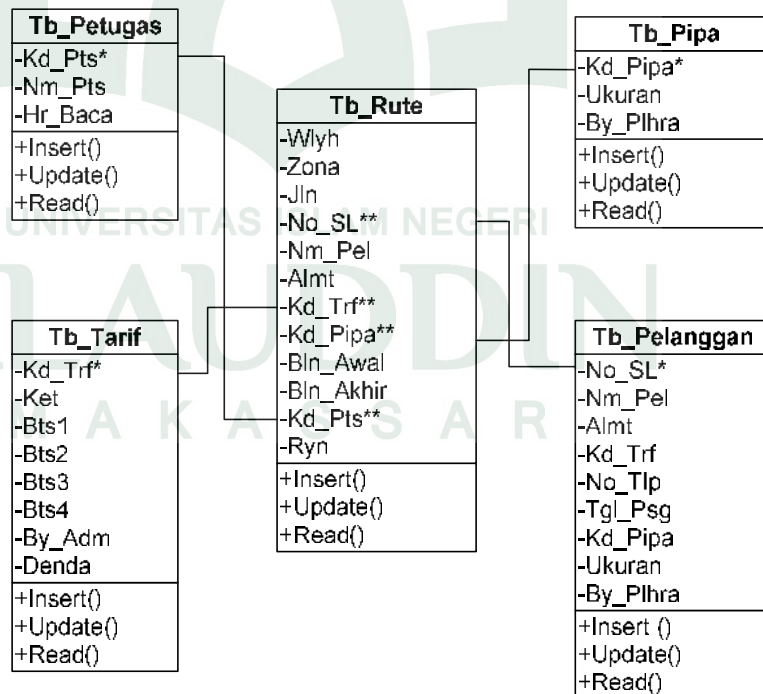 Tb_Petugas
-Kd_Pts*
-Nm_Pts
-Hr_Baca
+Insert()
+Update()
+Read()
Tb_Rute
-Wlyh
-Zona
-Jln
-No_SL**
-Nm_Pel
-Almt
-Kd_Trf**
-Kd_Pipa**
-Bln_Awal
-Bln_Akhir
-Kd_Pts**
-Ryn
+Insert()
+Update()
+Read()
Tb_Pipa
-Kd_Pipa*
-Ukuran
-By_Plhra
+Insert()
+Update()
+Read()
UNIVERSITAS ISLAM NEGERI
ALAUDDIN
MAKASSAR
Tb_Tarif
-Kd_Trf*
-Ket
-Bts1
-Bts2
-Bts3
-Bts4
-By_Adm
-Denda
+Insert()
+Update()
+Read()
Tb_Pelanggan
-No_SL*
-Nm_Pel
-Almt
-Kd_Trf
-No_Tlp
-Tgl_Psg
-Kd_Pipa
-Ukuran
-By_Plhra
+Insert ()
+Update()
+Read()